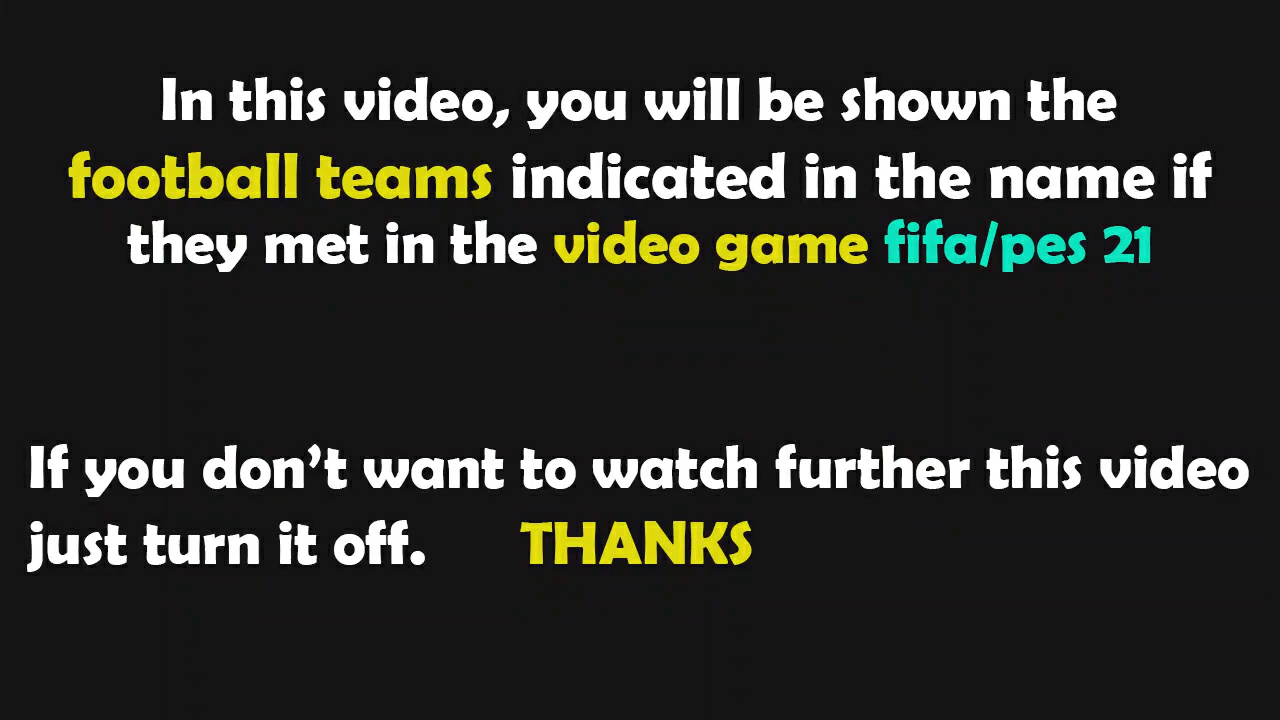 In this video, you will be shown the
football teams indicated in the name if
they met in the video game fifa/pes 21
If you don't want to watch further this video
just turn it off. THANKS